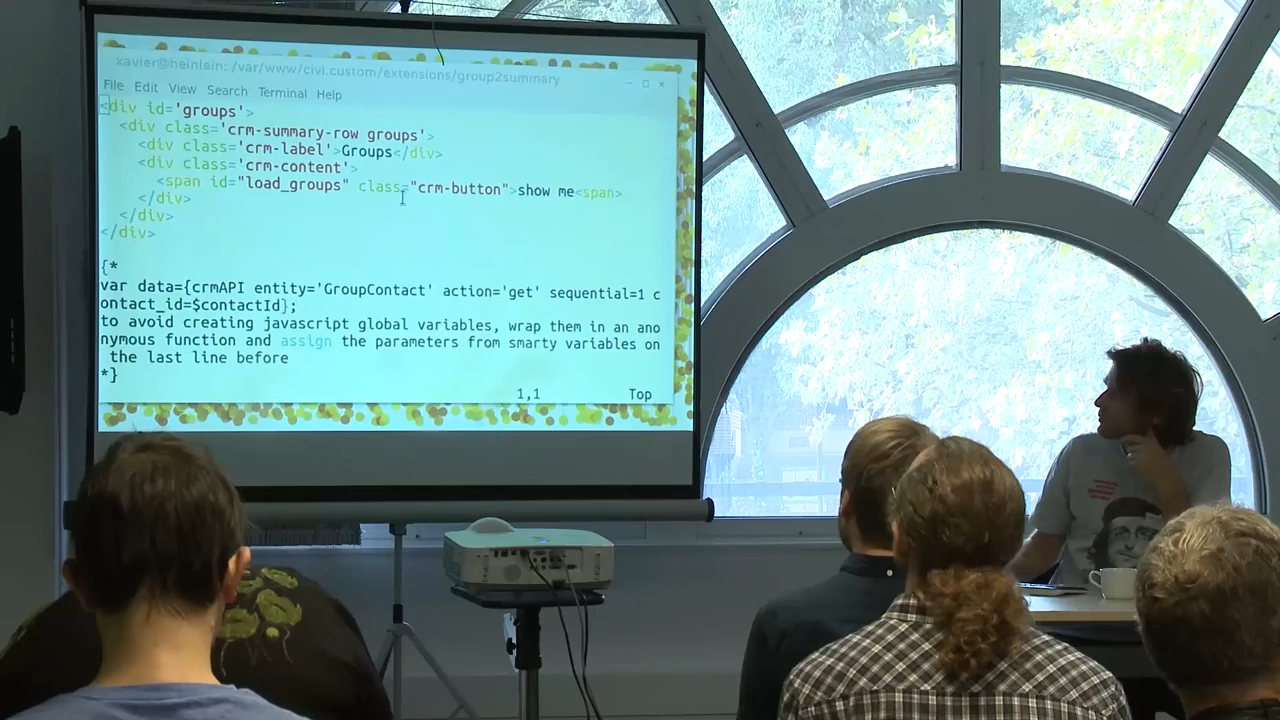 xavier@heinlein: /var/www/civi.custom/extensions/group2summary
File Edit View Search Terminal Help
<div id='groups'>
<div class='crm-summary-row groups'>
<div class='crm-label'>Groups</div>
<div class='crm-content'>
<span id="load_groups" class="crm-button">show me<span>
</div>
</div>
</div>
{*
var data={crmAPI entity='GroupContact' action='get' sequential=1 c
ontact_id=$contactId};
to avoid creating javascript global variables, wrap them in an ano
nymous function and assign the parameters from smarty variables on
the last line before
*}
1,1 Top